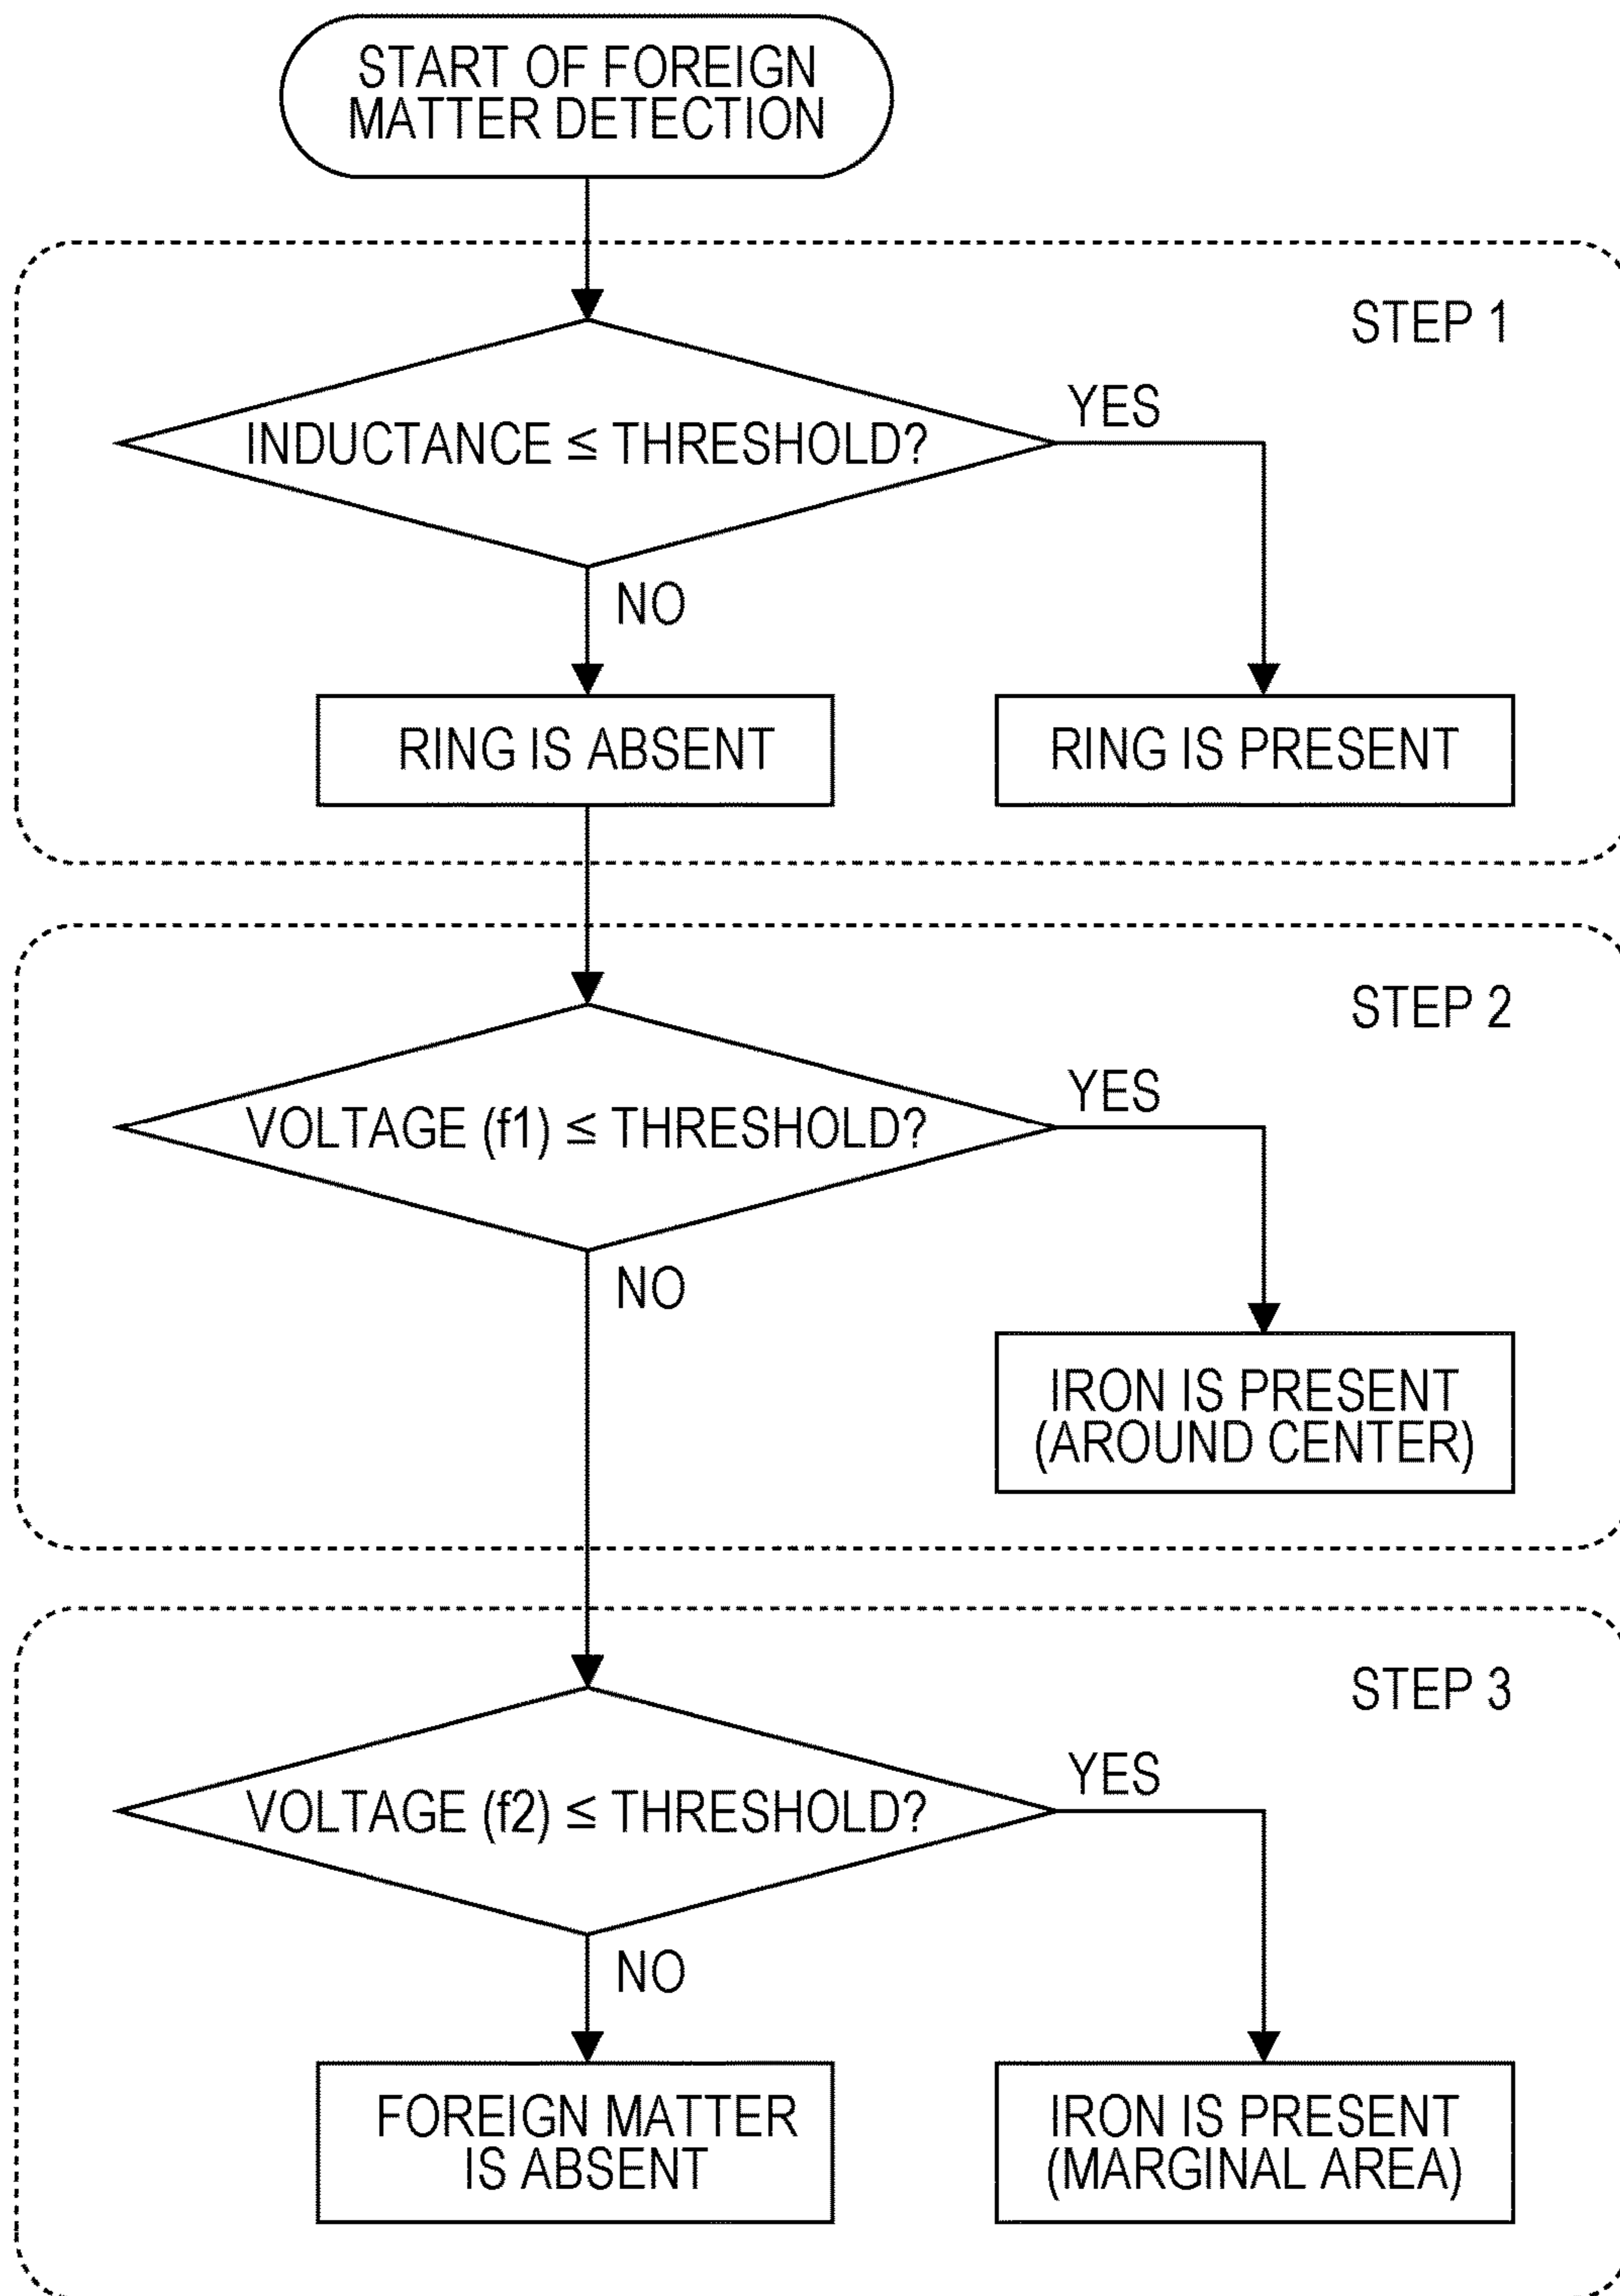 START OF FOREIGN
MATTER DETECTION
STEP 1
INDUCTANCE ≤ THRESHOLD?
YES
NO
RING IS ABSENT
RING IS PRESENT
STEP 2
VOLTAGE (f1) ≤ THRESHOLD?
YES
NO
IRON IS PRESENT
(AROUND CENTER)
STEP 3
VOLTAGE (f2) ≤ THRESHOLD?
YES
NO
FOREIGN MATTER
IS ABSENT
IRON IS PRESENT
(MARGINAL AREA)